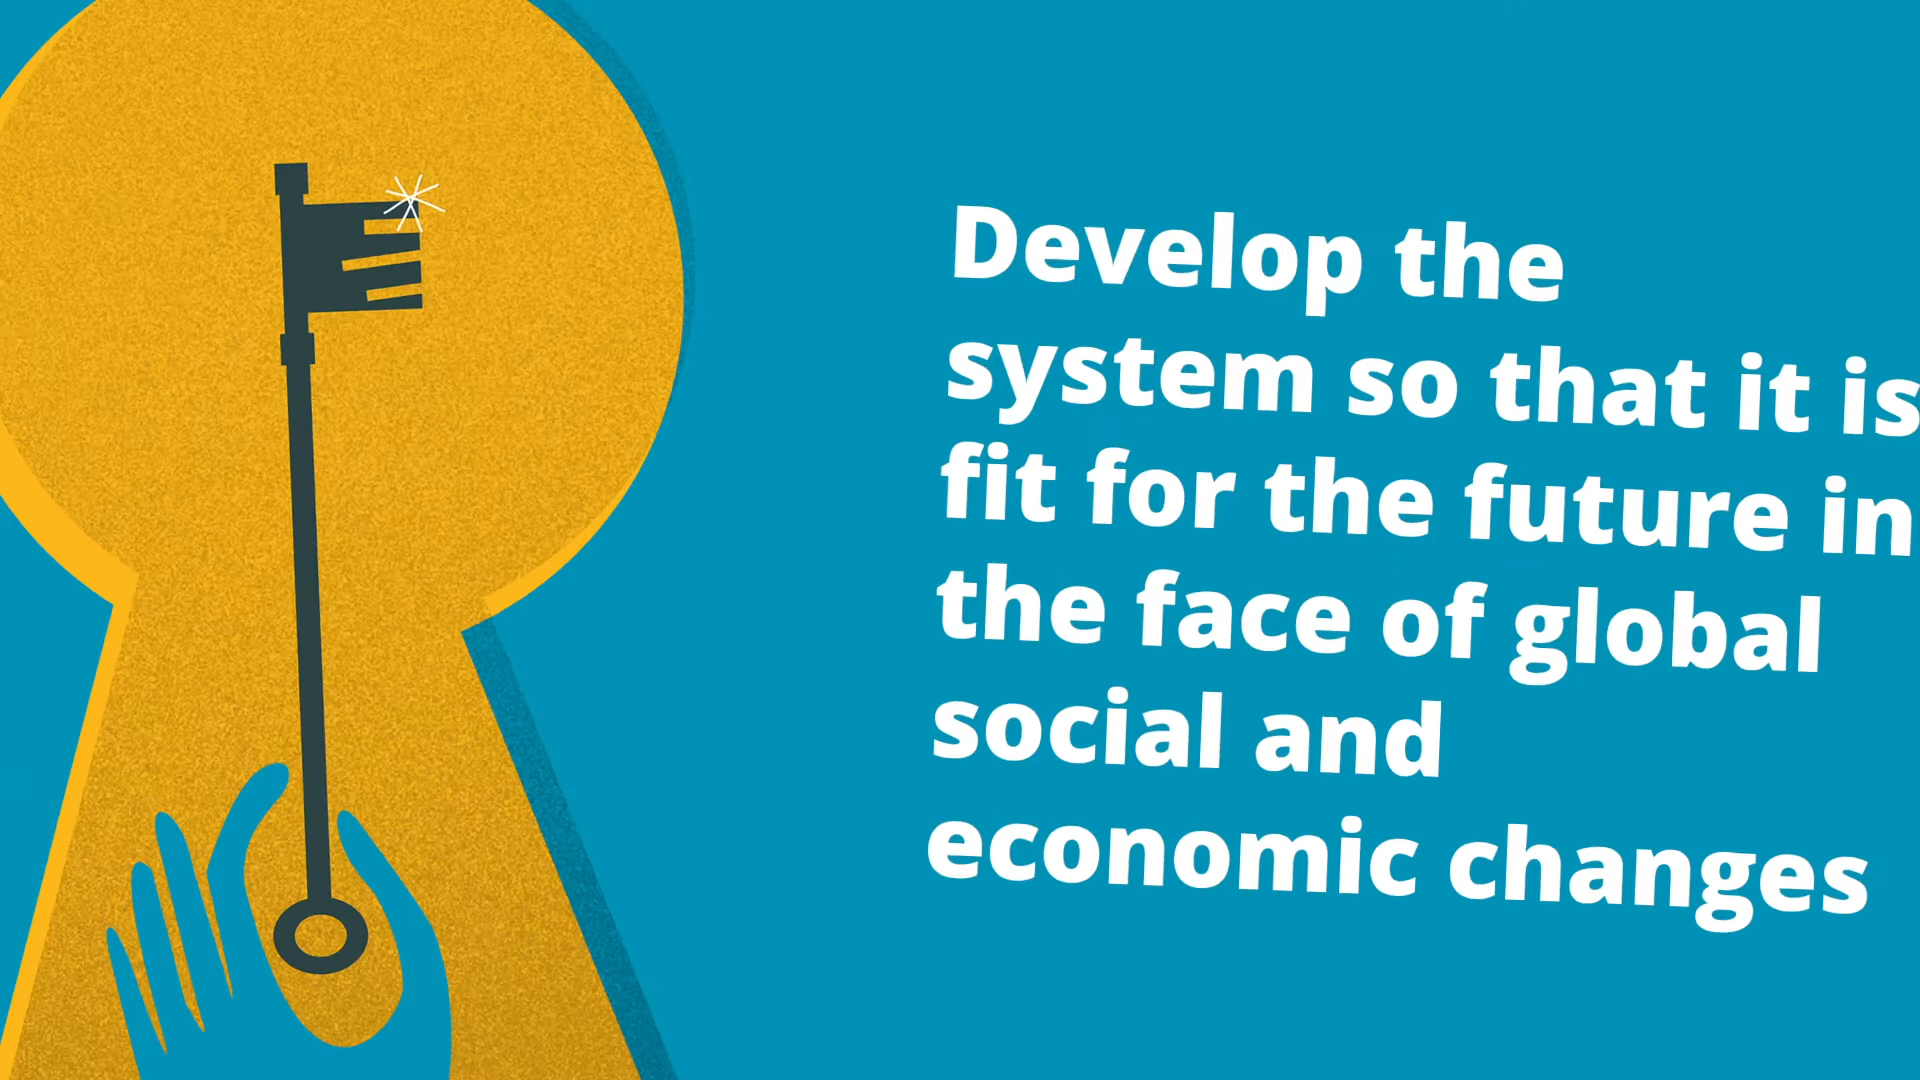 Develop the
system so that it is
fit for the future in
the face of global
social and
economic changes